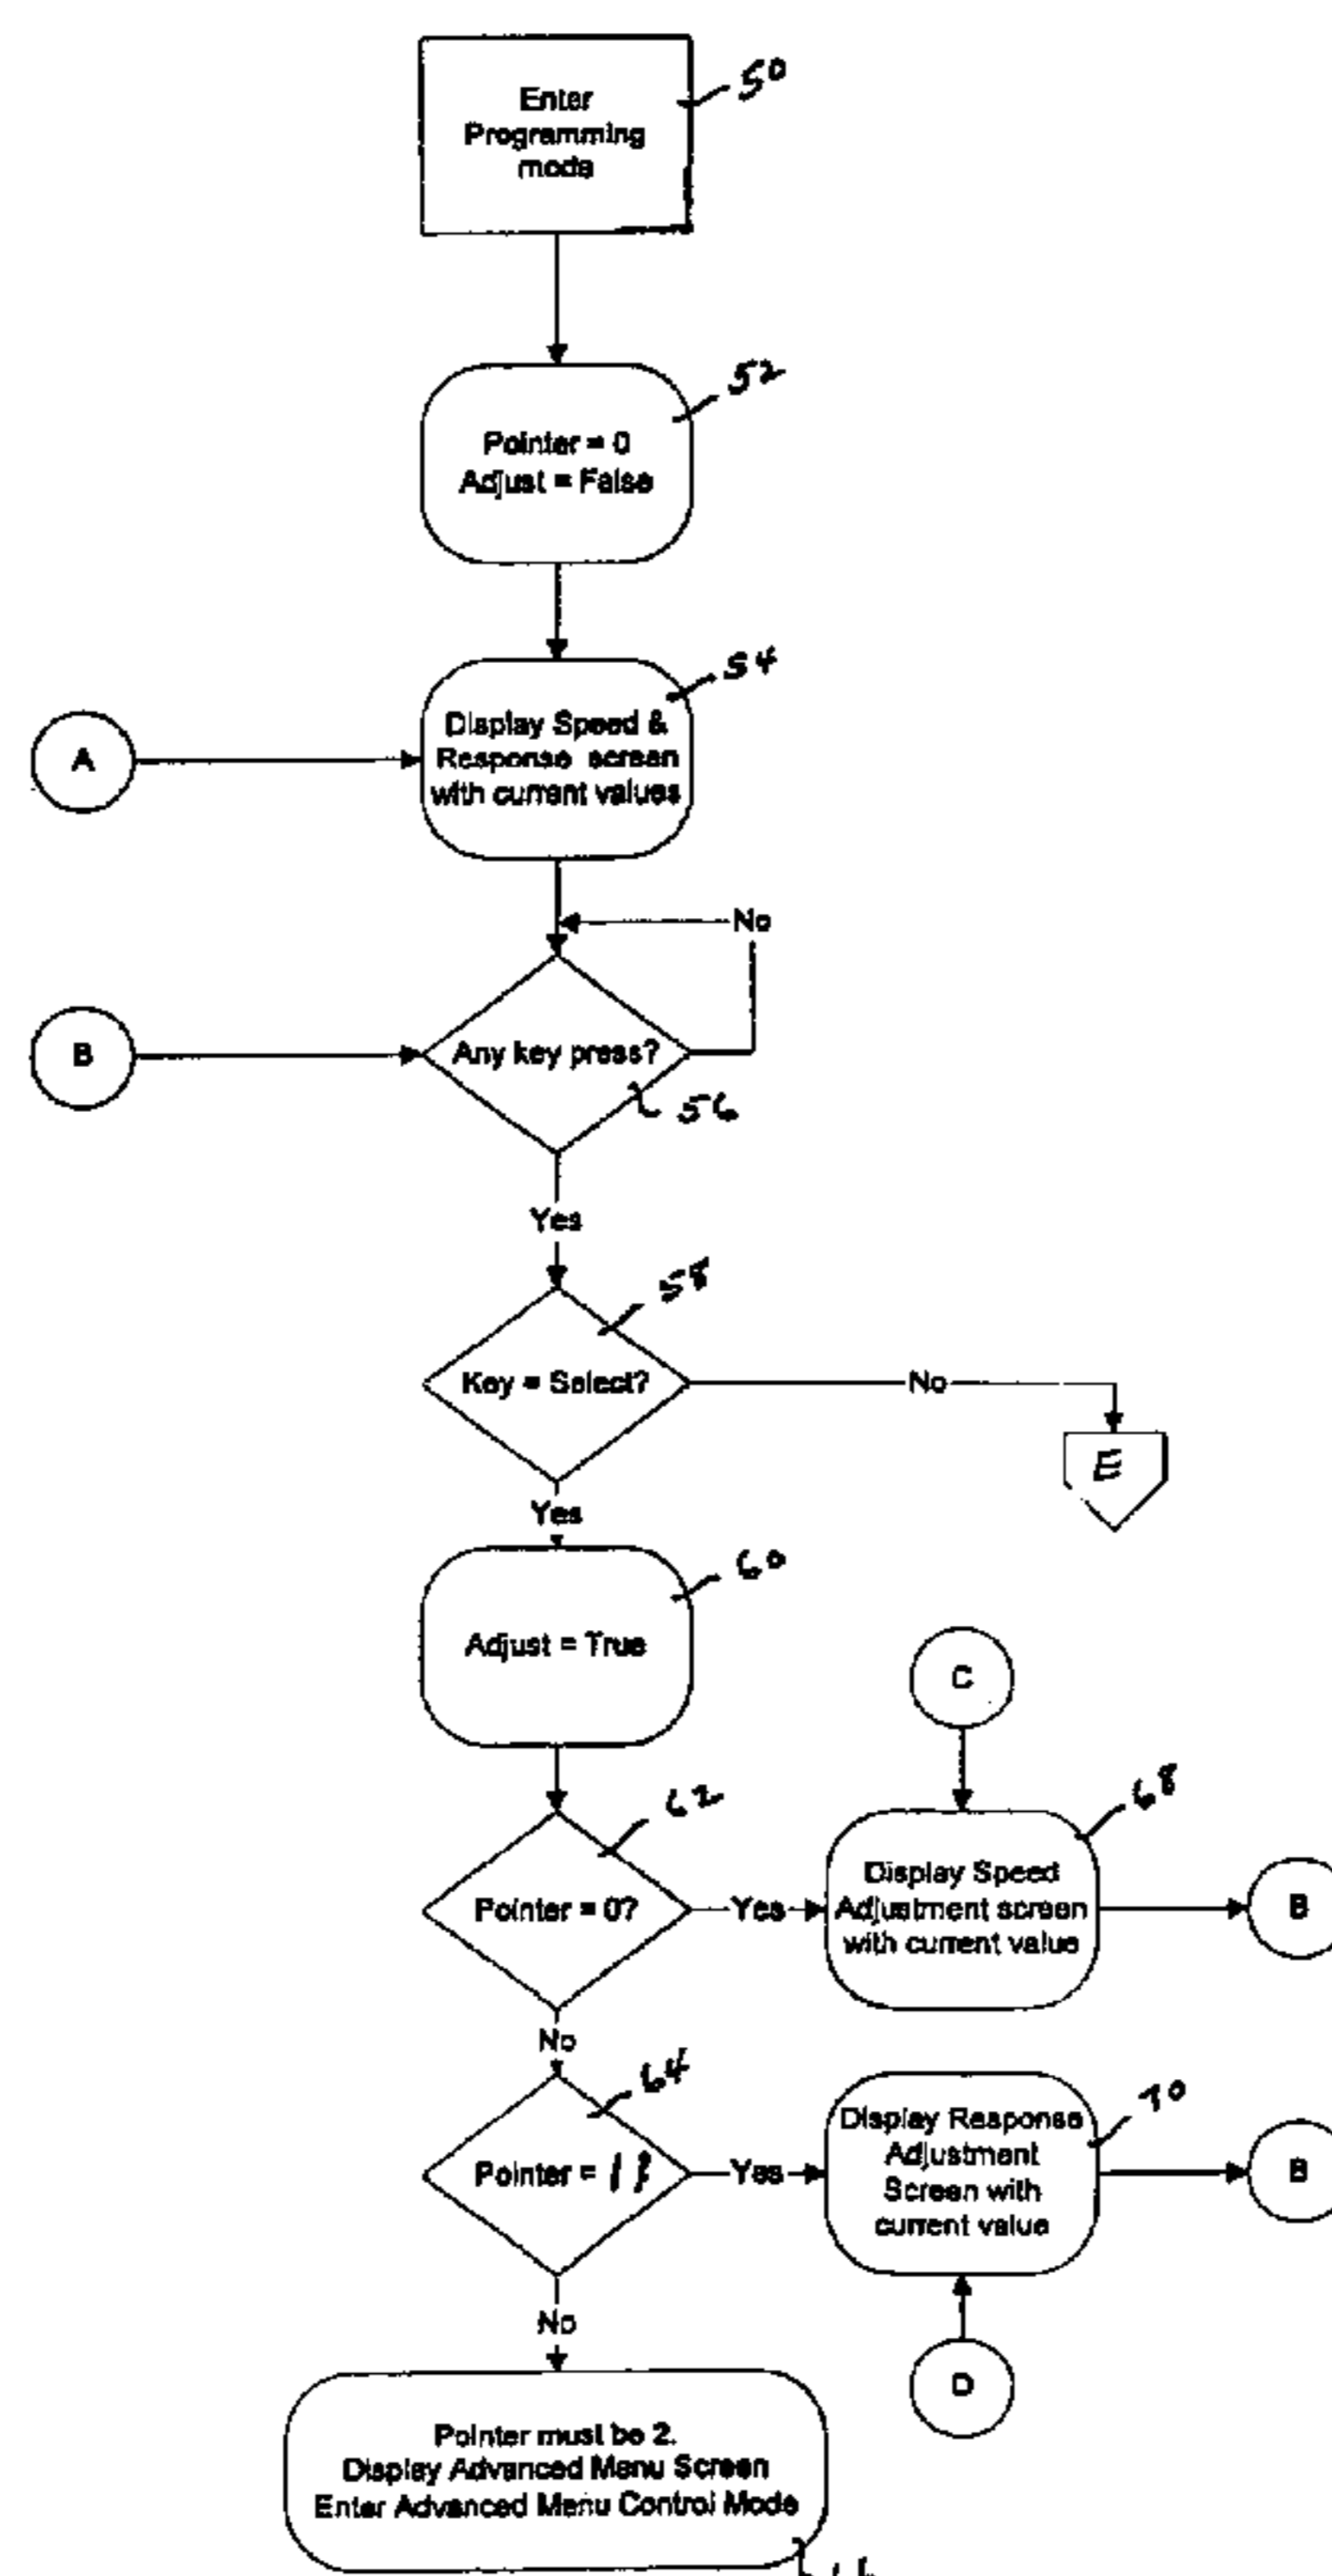 Enter
Programming
mode
50
Pointer = 0
Adjust = False
52
Display Speed &
Response screen
with current values
54
A
No
B
Any key press?
56
Yes
58
Key = Select?
No
E
Yes
60
Adjust = True
C
62
68
Pointer = 0?
Yes
Display Speed
Adjustment screen
with current value
B
No
64
70
Pointer = 1?
Yes
Display Response
Adjustment
Screen with
current value
B
No
D
Pointer must be 2.
Display Advanced Menu Screen
Enter Advanced Menu Control Mode